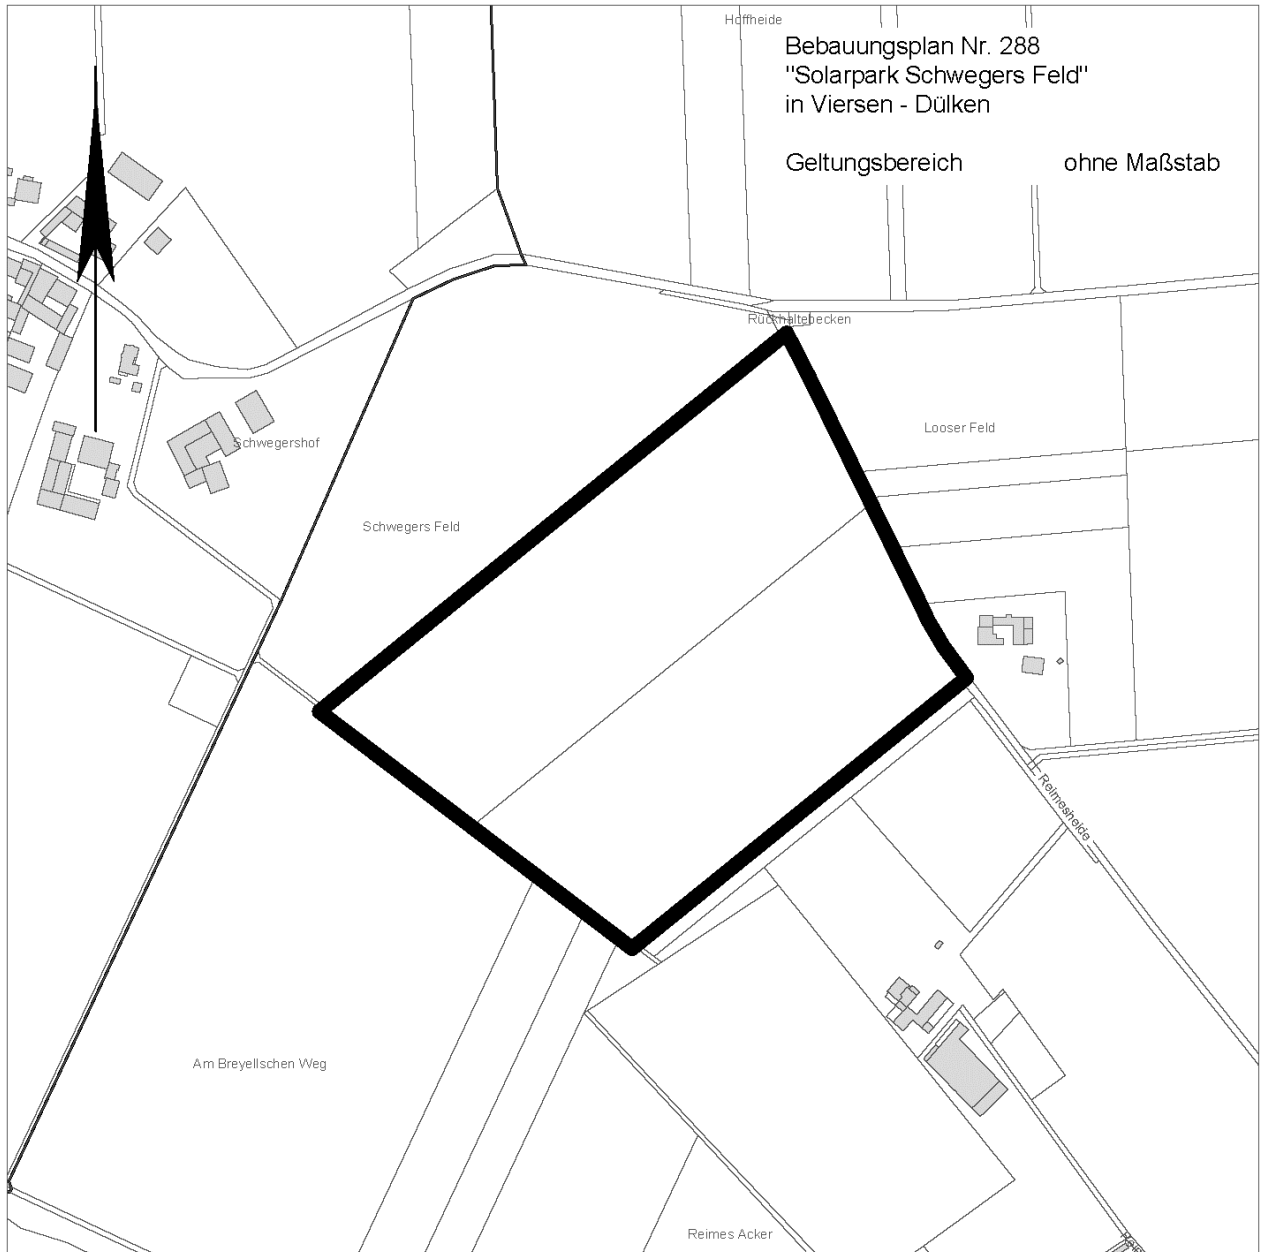 Hoffheide
Bebauungsplan Nr. 288
"Solarpark Schwegers Feld"
in Viersen - Dülken
Geltungsbereich ohne Maßstab
Rückhaltebecken
Looser Feld
Schwegershof
Schwegers Feld
Reimesheide
Am Breyellschen Weg
Reimes Acker